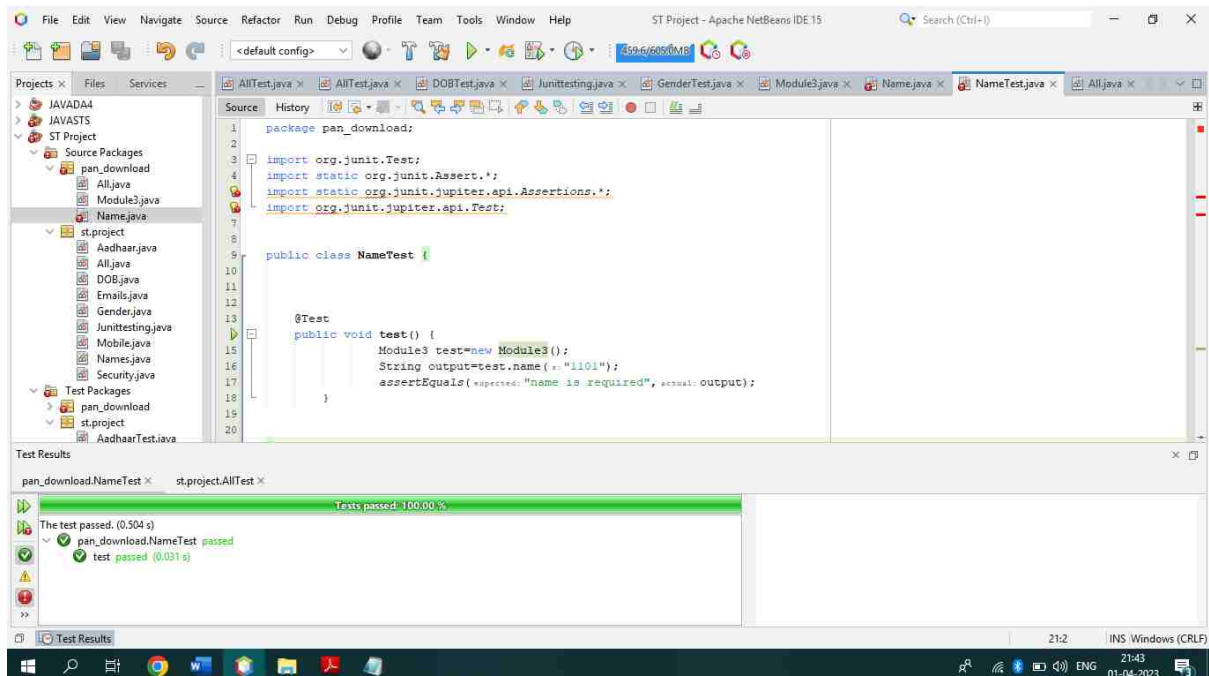 File Edit View Navigate Source Refactor Run Debug Profile Team Tools Window Help ST Project - Apache NetBeans IDE 15 Search (Ctrl+I)
<default config> 459.6/605.0MB
Projects Files Services
AllTest.java AllTest.java DOBTest.java Junittesting.java GenderTest.java Module3.java Name.java NameTest.java All.java
JAVADA4
JAVASTS
ST Project
Source Packages
pan_download
All.java
Module3.java
Name.java
st.project
Aadhaar.java
All.java
DOB.java
Emails.java
Gender.java
Junittesting.java
Mobile.java
Names.java
Security.java
Test Packages
pan_download
st.project
AadhaarTest.java
Source History
1 package pan_download;
2
3 import org.junit.Test;
4 import static org.junit.Assert.*;
import static org.junit.jupiter.api.Assertions.*;
import org.junit.jupiter.api.Test;
7
8
9 public class NameTest {
10
11
12
13 @Test
public void test() {
15 Module3 test=new Module3();
16 String output=test.name( s: "1101");
17 assertEquals( expected: "name is required", actual: output);
18 }
19
20
Test Results
pan_download.NameTest st.project.AllTest
Tests passed: 100.00 %
The test passed. (0.504 s)
pan_download.NameTest passed
test passed (0.031 s)
Test Results 21:2 INS Windows (CRLF)
ENG 21:43
01-04-2023